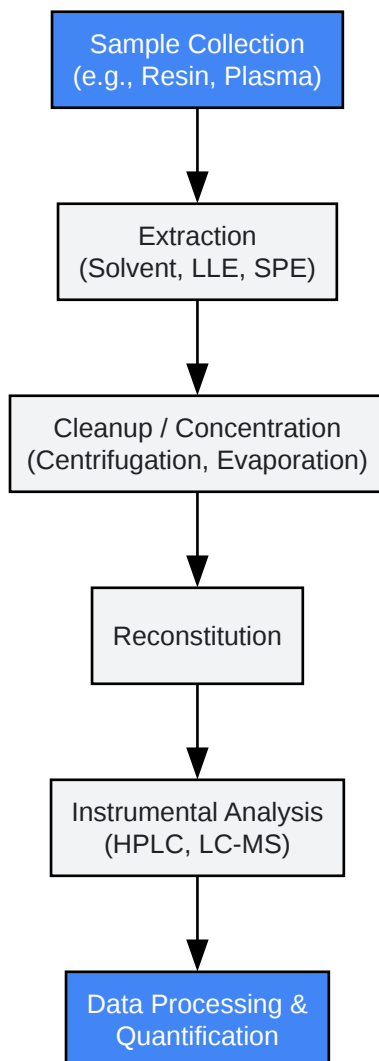 Sample Collection
(e.g., Resin, Plasma)
Extraction
(Solvent, LLE, SPE)
Cleanup / Concentration
(Centrifugation, Evaporation)
Reconstitution
Instrumental Analysis
(HPLC, LC-MS)
Data Processing &
Quantification